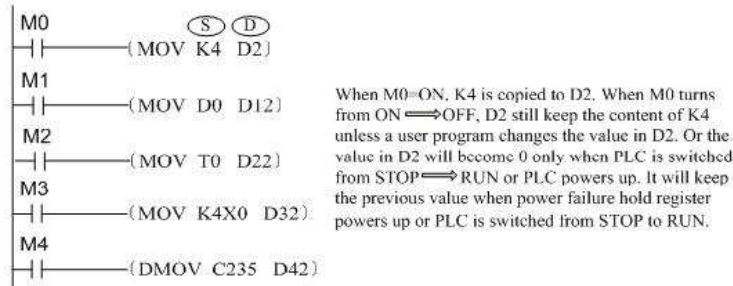 M0
S D
(MOV K4 D2)
M1
(MOV D0 D12)
M2
(MOV T0 D22)
M3
(MOV K4X0 D32)
M4
(DMOV C235 D42)
When M0=ON, K4 is copied to D2. When M0 turns
from ON⟹OFF, D2 still keep the content of K4
unless a user program changes the value in D2. Or the
value in D2 will become 0 only when PLC is switched
from STOP⟹RUN or PLC powers up. It will keep
the previous value when power failure hold register
powers up or PLC is switched from STOP to RUN.